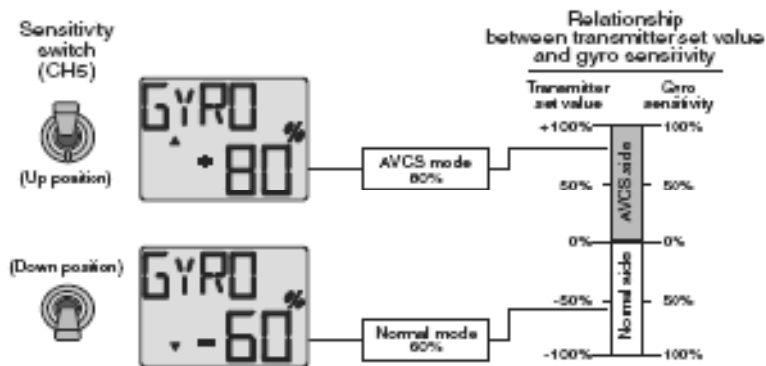 Sensitivity
switch
(CH5)
(Up position)
GYRO
%
+80
AVCS mode
80%
(Down position)
GYRO
%
-60
Normal mode
60%
Relationship
between transmitter set value
and gyro sensitivity
Transmitter
set value
Gyro
sensitivity
+100%
100%
50%
50%
0%
0%
-50%
50%
-100%
100%
AVCS side
Normal side